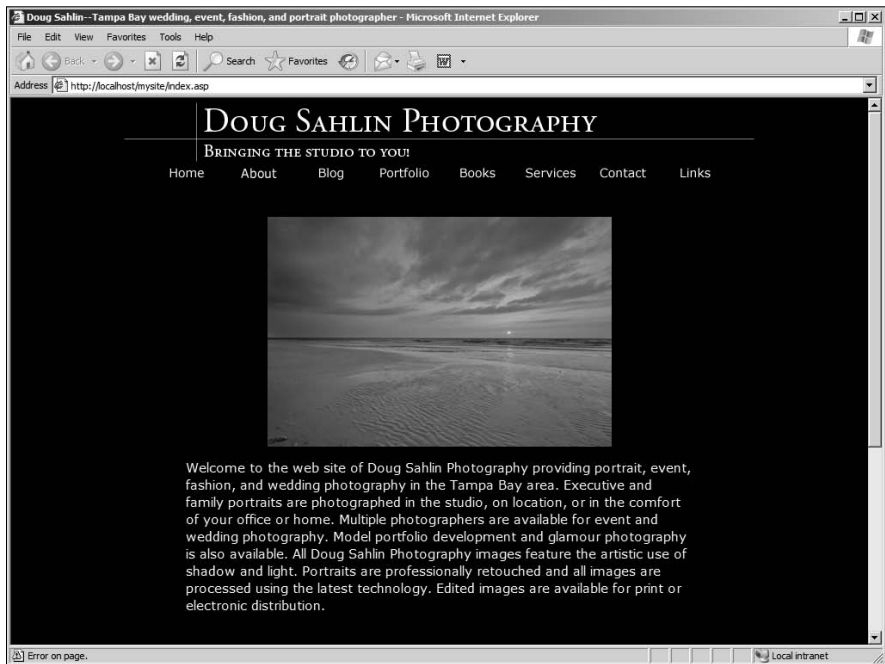 Doug Sahlin--Tampa Bay wedding, event, fashion, and portrait photographer - Microsoft Internet Explorer
File Edit View Favorites Tools Help
Back Search Favorites
Address http://localhost/mysite/index.asp
DOUG SAHLIN PHOTOGRAPHY
BRINGING THE STUDIO TO YOU!
Home About Blog Portfolio Books Services Contact Links
Welcome to the web site of Doug Sahlin Photography providing portrait, event,
fashion, and wedding photography in the Tampa Bay area. Executive and
family portraits are photographed in the studio, on location, or in the comfort
of your office or home. Multiple photographers are available for event and
wedding photography. Model portfolio development and glamour photography
is also available. All Doug Sahlin Photography images feature the artistic use of
shadow and light. Portraits are professionally retouched and all images are
processed using the latest technology. Edited images are available for print or
electronic distribution.
Error on page. Local intranet